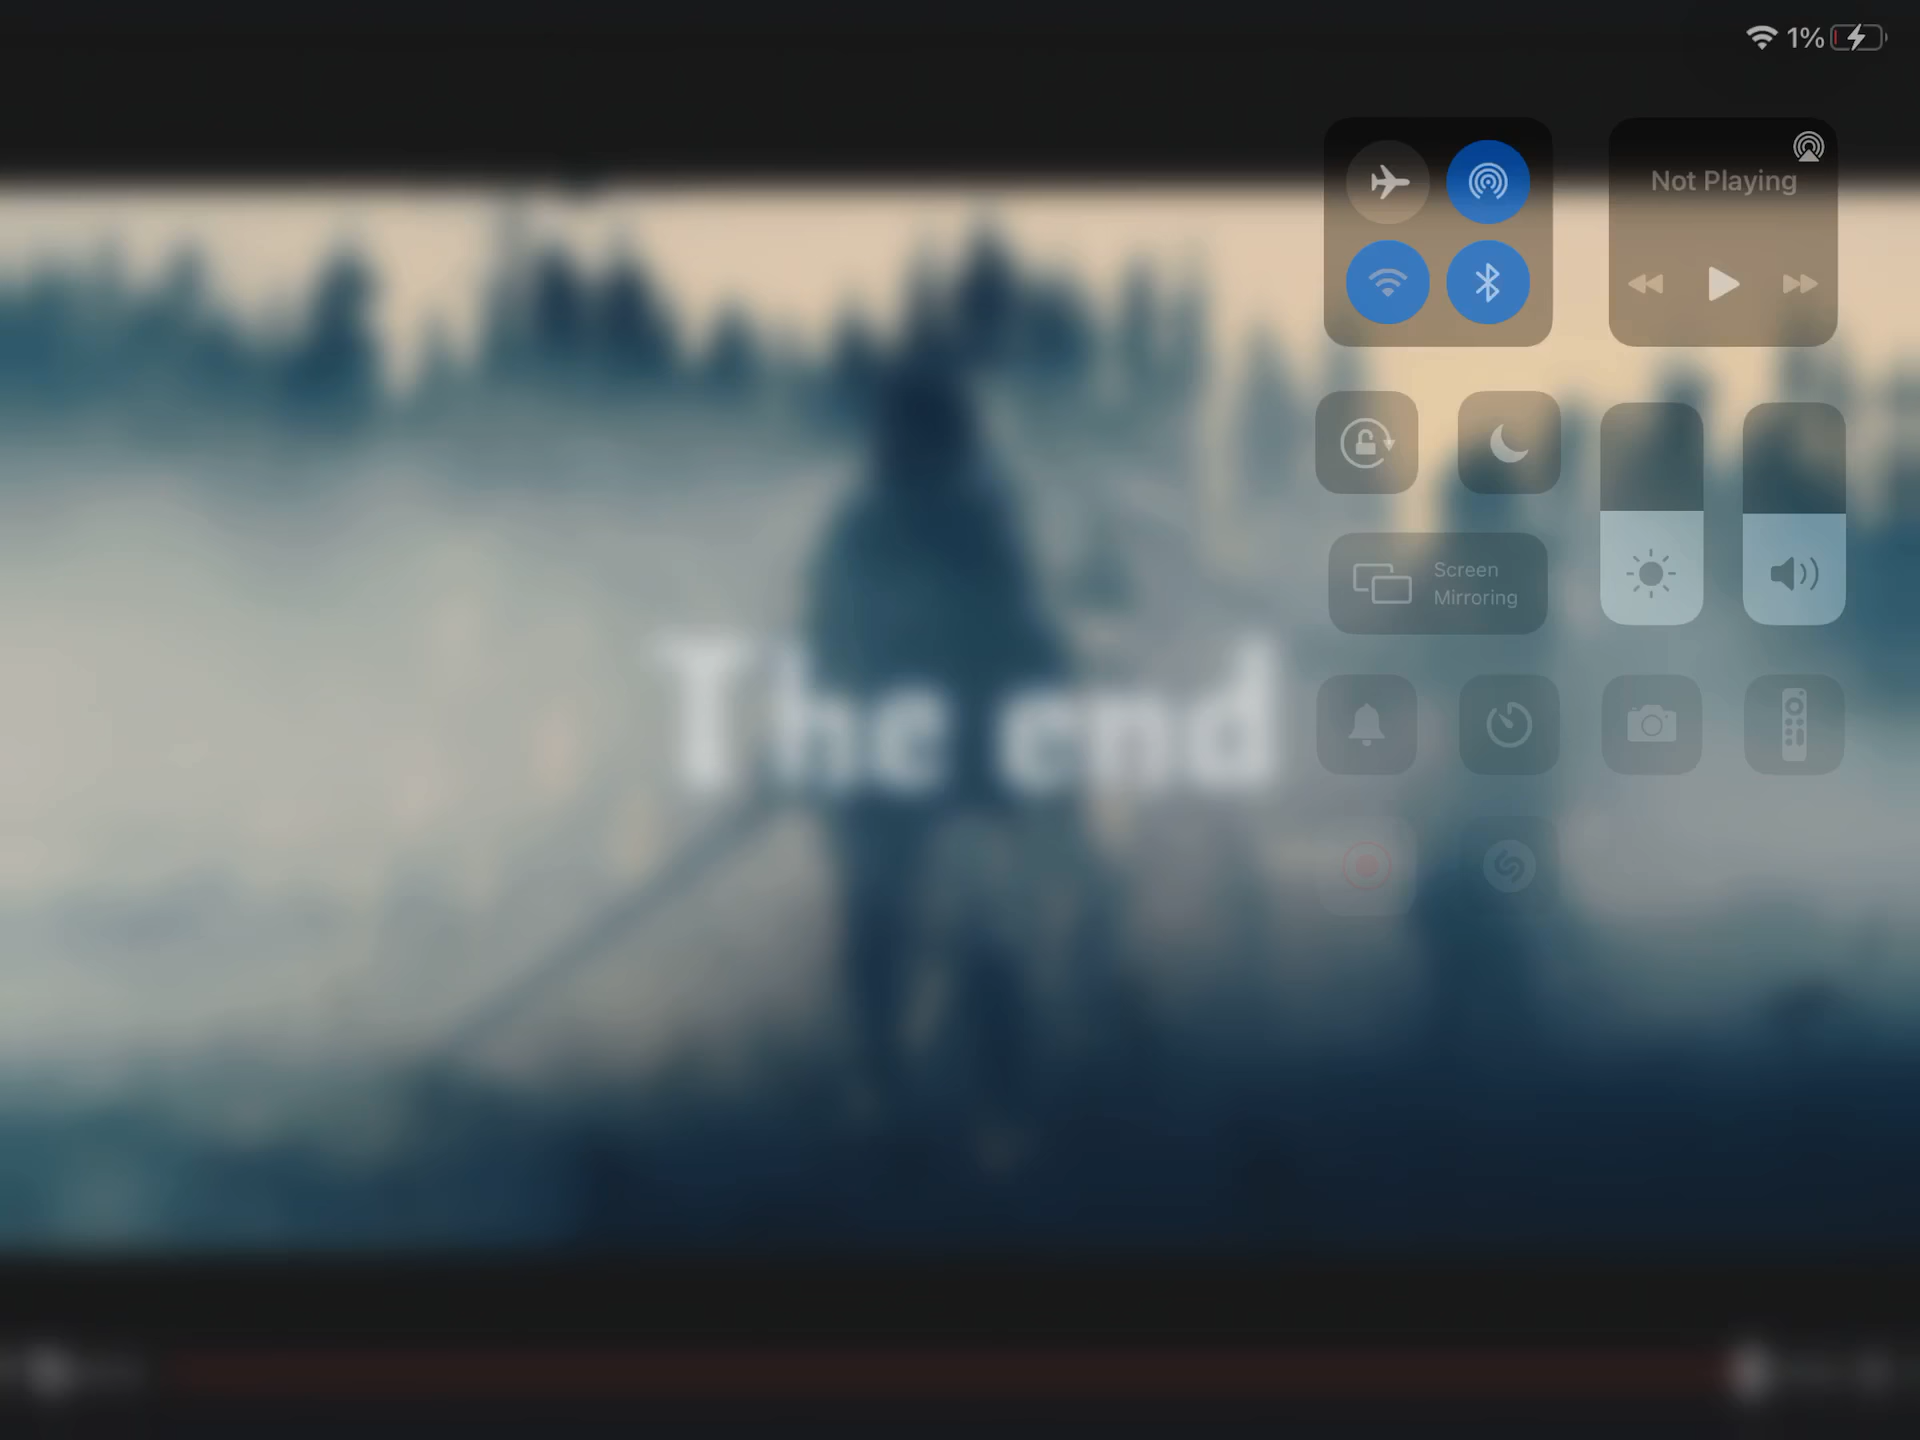 1%
Not Playing
Screen
Mirroring
The end